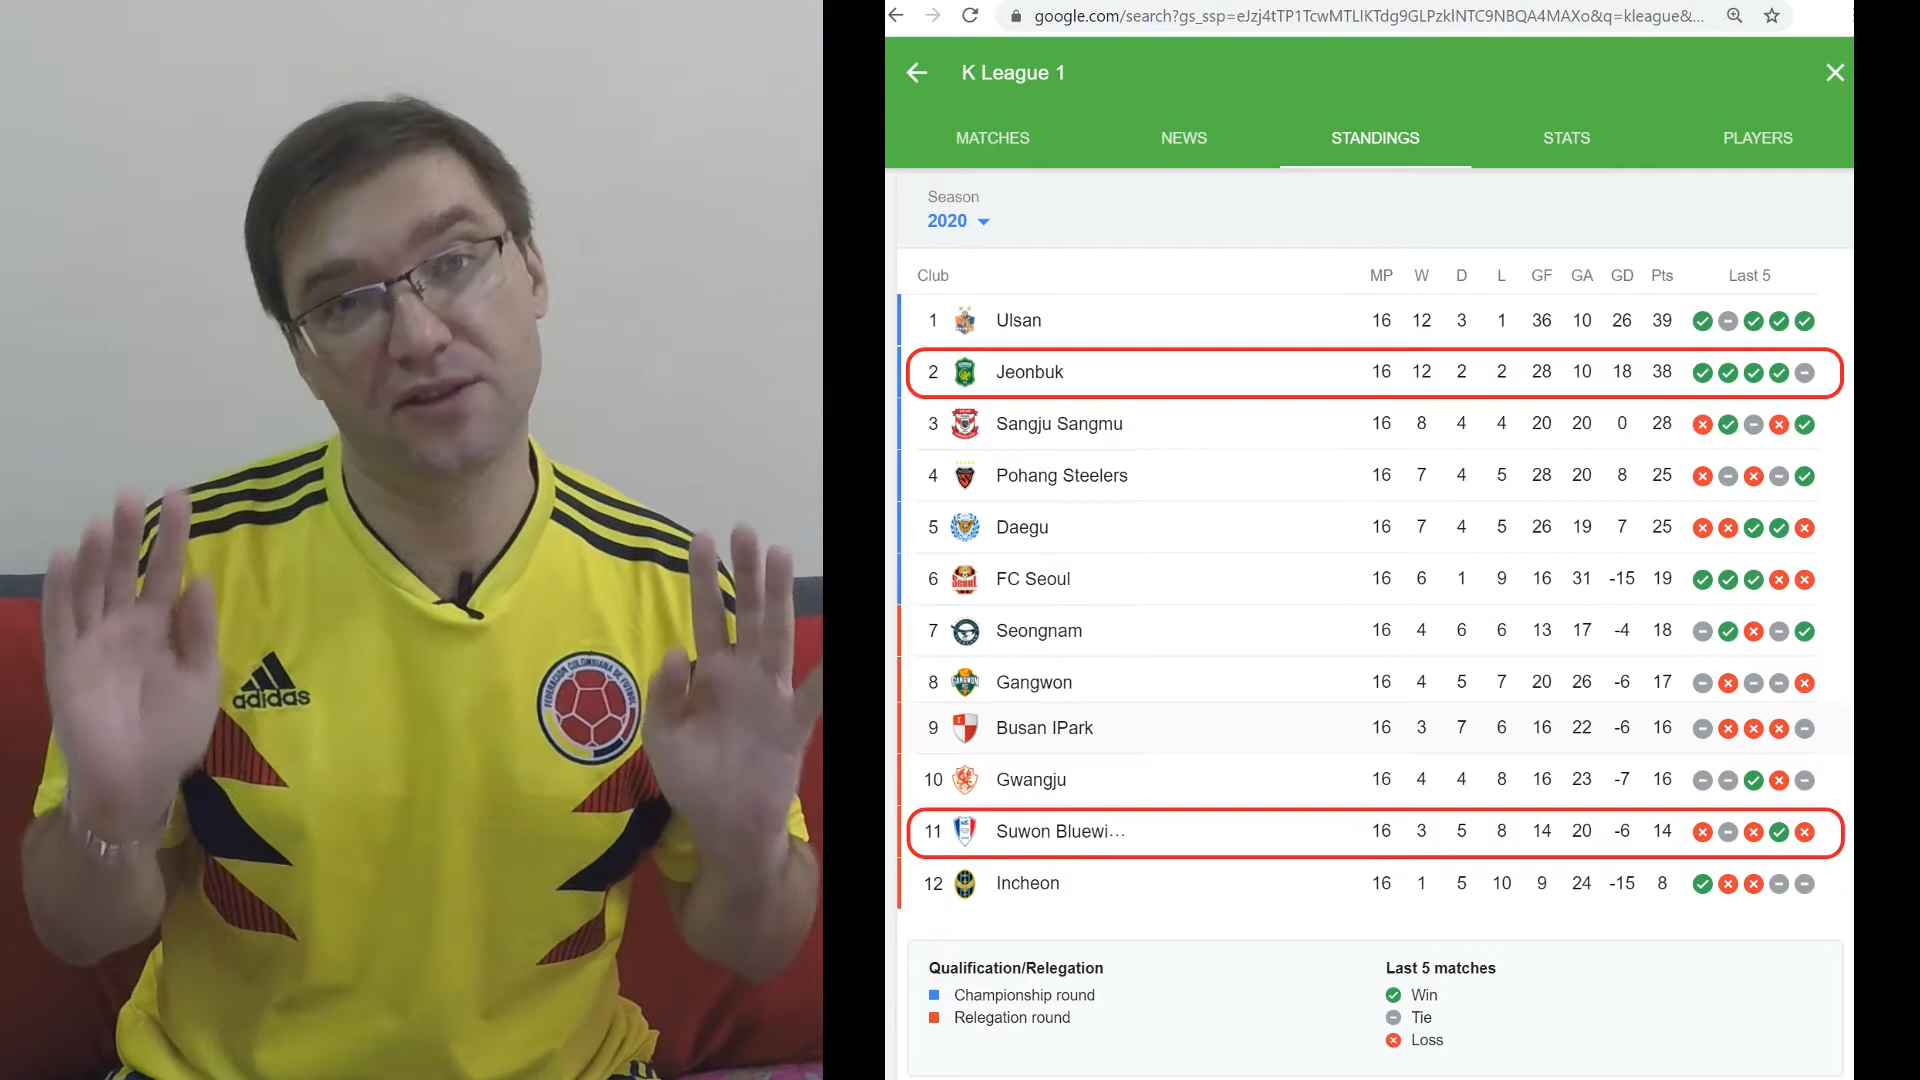 google.com/search?gs_ssp=eJzj4tTP1TcwMTLIKTdg9GLPzklNTC9NBQA4MAXo&q=kleague&...
K League 1
MATCHES NEWS STANDINGS STATS PLAYERS
Season
2020
Club MP W D L GF GA GD Pts Last 5
1 Ulsan 16 12 3 1 36 10 26 39
2 Jeonbuk 16 12 2 2 28 10 18 38
3 Sangju Sangmu 16 8 4 4 20 20 0 28
4 Pohang Steelers 16 7 4 5 28 20 8 25
5 Daegu 16 7 4 5 26 19 7 25
6 FC Seoul 16 6 1 9 16 31 -15 19
7 Seongnam 16 4 6 6 13 17 -4 18
8 Gangwon 16 4 5 7 20 26 -6 17
9 Busan IPark 16 3 7 6 16 22 -6 16
10 Gwangju 16 4 4 8 16 23 -7 16
11 Suwon Bluewi... 16 3 5 8 14 20 -6 14
12 Incheon 16 1 5 10 9 24 -15 8
Qualification/Relegation
Championship round
Relegation round
Last 5 matches
Win
Tie
Loss
adidas
FEDERACION COLOMBIANA DE FUTBOL